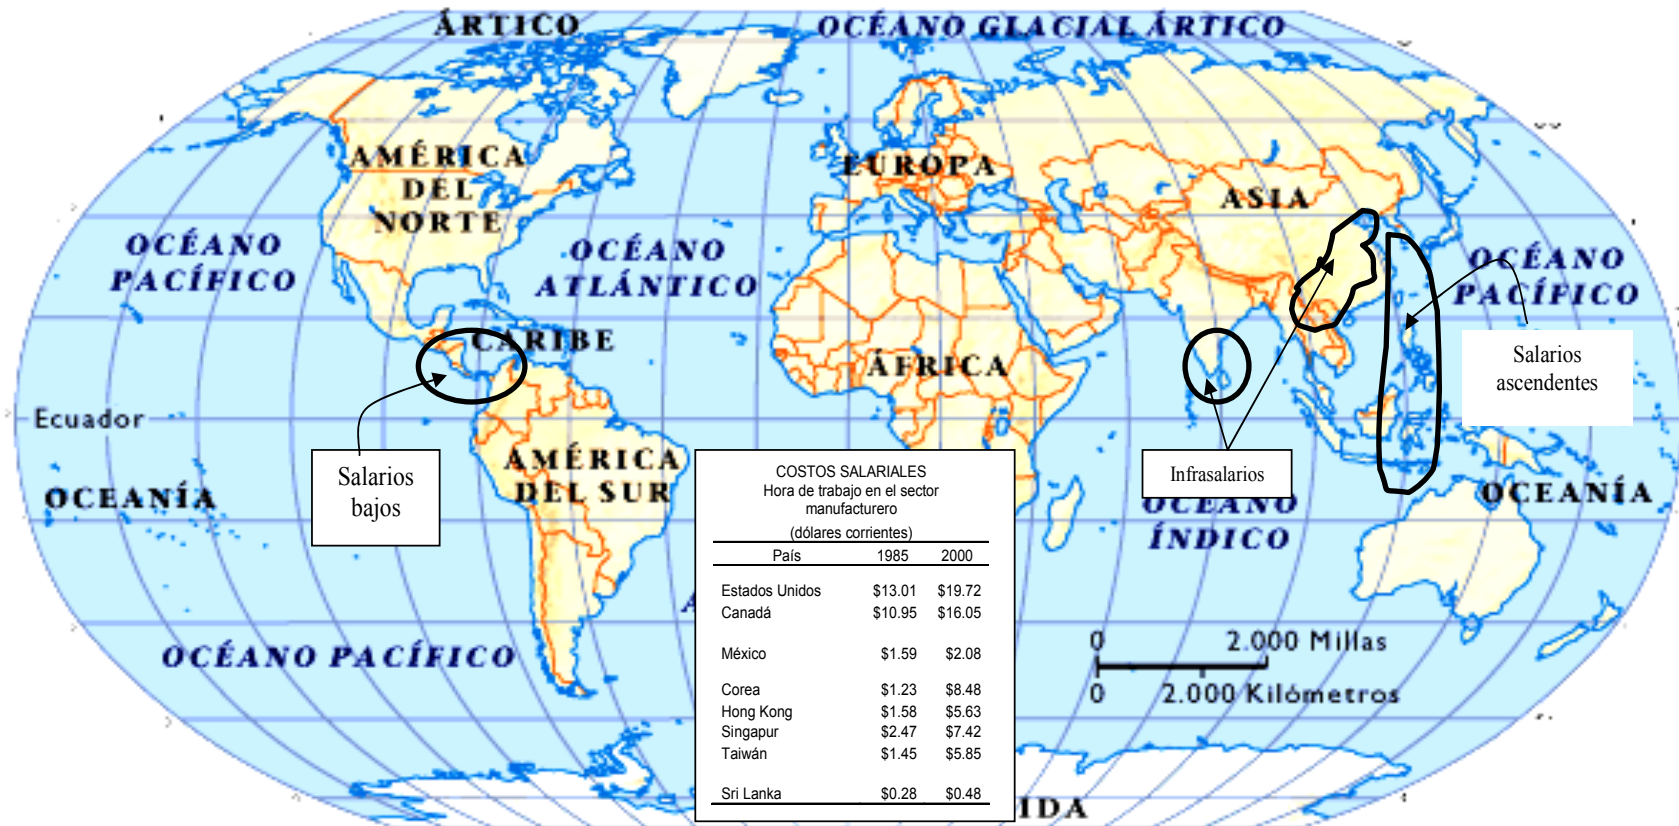 ÁRTICO
OCÉANO GLACIAL ÁRTICO
AMÉRICA
DEL
NORTE
EUROPA
ASIA
OCÉANO
PACÍFICO
OCÉANO
ATLÁNTICO
OCÉANO
PACÍFICO
CARIBE
ÁFRICA
Salarios
ascendentes
Ecuador
Salarios
bajos
AMÉRICA
DEL SUR
Infrasalarios
OCEANÍA
OCEANÍA
OCÉANO
ÍNDICO
COSTOS SALARIALES
Hora de trabajo en el sector
manufacturero
(dólares corrientes)
País 1985 2000
Estados Unidos $13.01 $19.72
Canadá $10.95 $16.05
México $1.59 $2.08
Corea $1.23 $8.48
Hong Kong $1.58 $5.63
Singapur $2.47 $7.42
Taiwán $1.45 $5.85
Sri Lanka $0.28 $0.48
OCÉANO PACÍFICO
0 2.000 Millas
0 2.000 Kilómetros
IDA